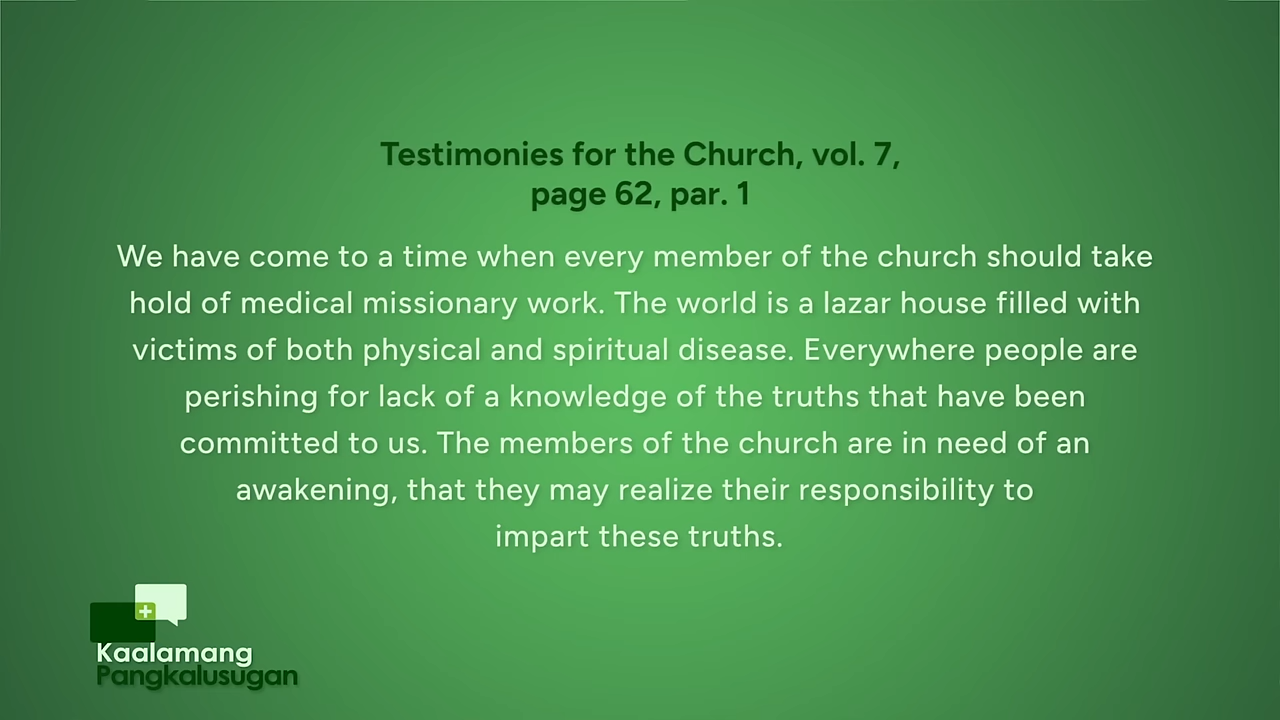 Testimonies for the Church, vol. 7,
page 62, par. 1
We have come to a time when every member of the church should take
hold of medical missionary work. The world is a lazar house filled with
victims of both physical and spiritual disease. Everywhere people are
perishing for lack of a knowledge of the truths that have been
committed to us. The members of the church are in need of an
awakening, that they may realize their responsibility to
impart these truths.
Kaalamang
Pangkalusugan